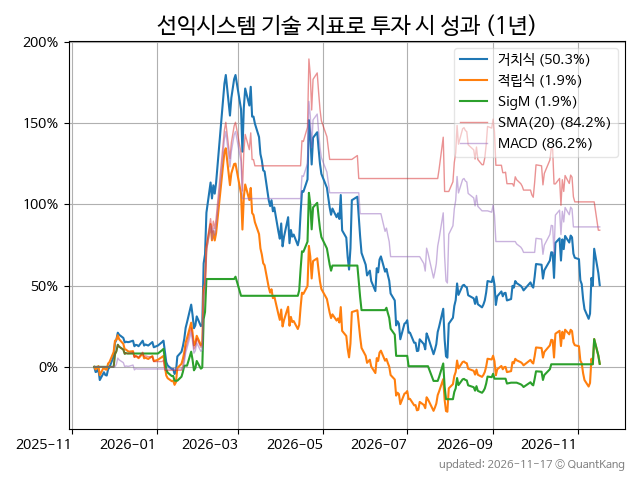 선익시스템 기술 지표로 투자 시 성과 (1년)
200%
150%
100%
50%
0%
거치식 (50.3%)
적립식 (1.9%)
SigM (1.9%)
SMA(20) (84.2%)
MACD (86.2%)
2025-11 2026-01 2026-03 2026-05 2026-07 2026-09 2026-11
updated: 2026-11-17 © QuantKang